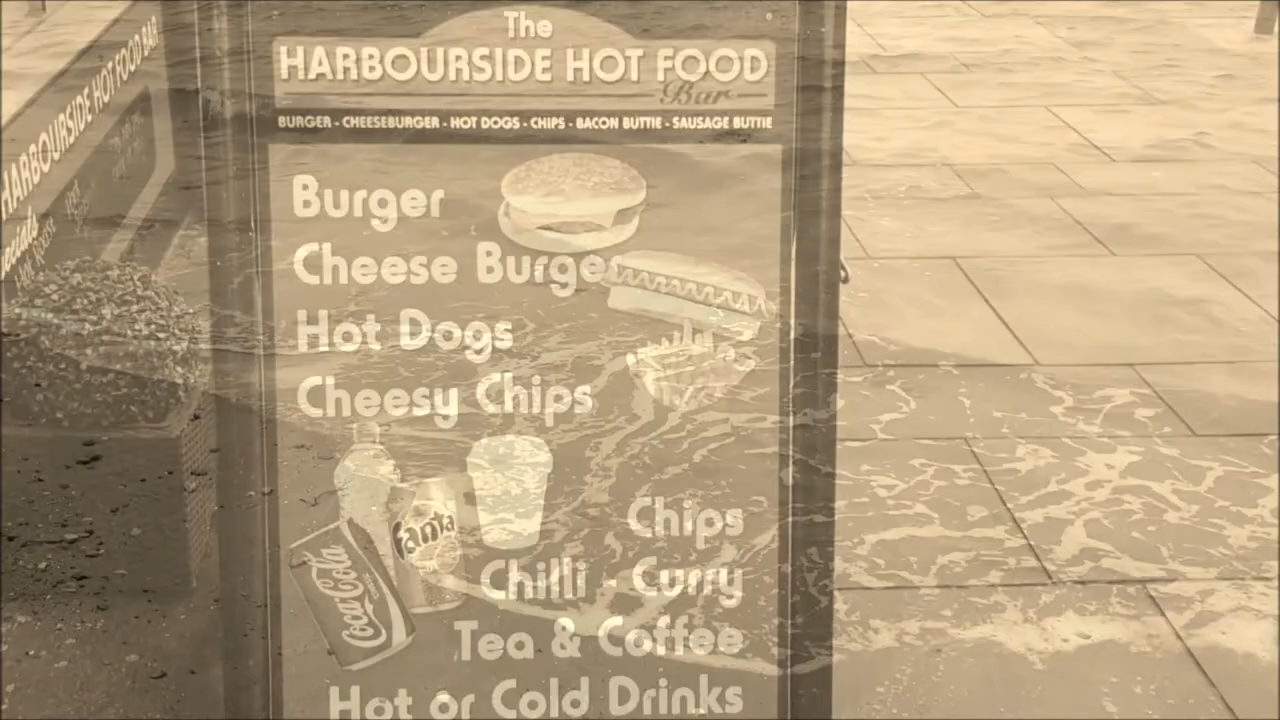 The
HARBOURSIDE HOT FOOD
Bar
BURGER - CHEESEBURGER - HOT DOGS - CHIPS - BACON BUTTIE - SAUSAGE BUTTIE
Burger
Cheese Burger
Hot Dogs
Cheesy Chips
Chips
Chilli - Curry
Tea & Coffee
Hot or Cold Drinks
fanta
Coca-Cola
HARBOURSIDE HOT FOOD BAR